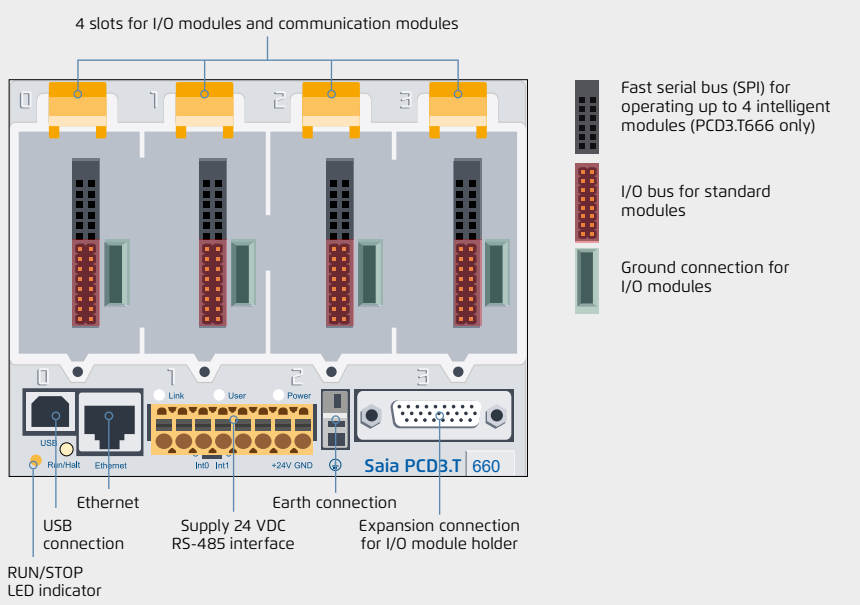 4 slots for I/O modules and communication modules
0 1 2 3
Fast serial bus (SPI) for
operating up to 4 intelligent
modules (PCD3.T666 only)
I/O bus for standard
modules
Ground connection for
I/O modules
0 1 2 3
Link User Power
USB
Run/Halt Ethernet Int0 Int1 +24V GND
Saia PCD3.T 660
Ethernet
Earth connection
USB
connection
Supply 24 VDC
RS-485 interface
Expansion connection
for I/O module holder
RUN/STOP
LED indicator